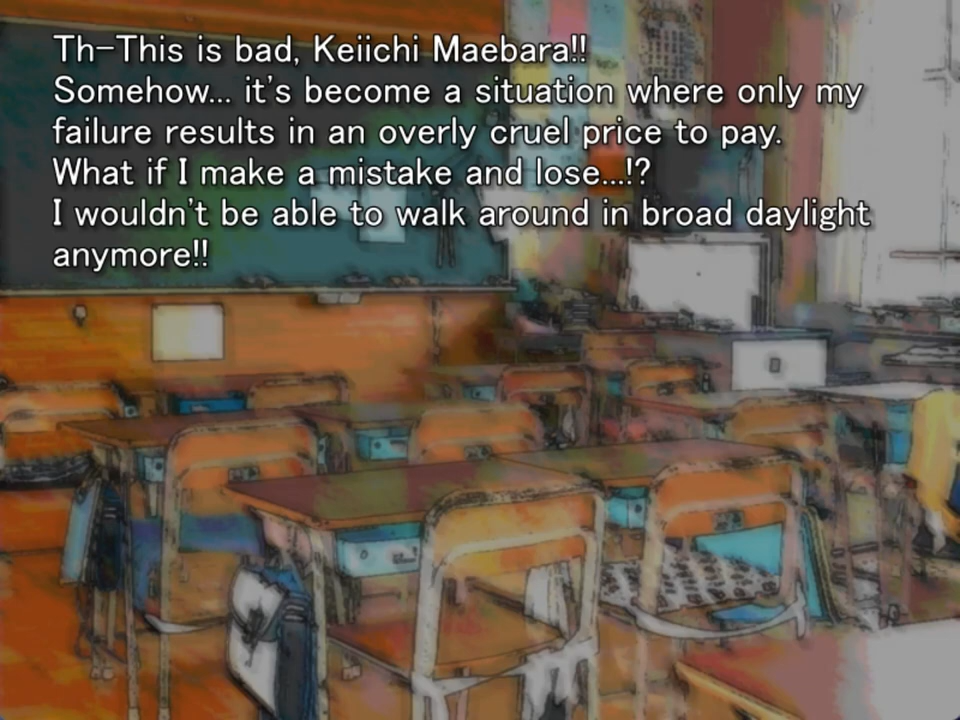 Th-This is bad, Keiichi Maebara!!
Somehow... it's become a situation where only my
failure results in an overly cruel price to pay.
What if I make a mistake and lose...!?
I wouldn't be able to walk around in broad daylight
anymore!!